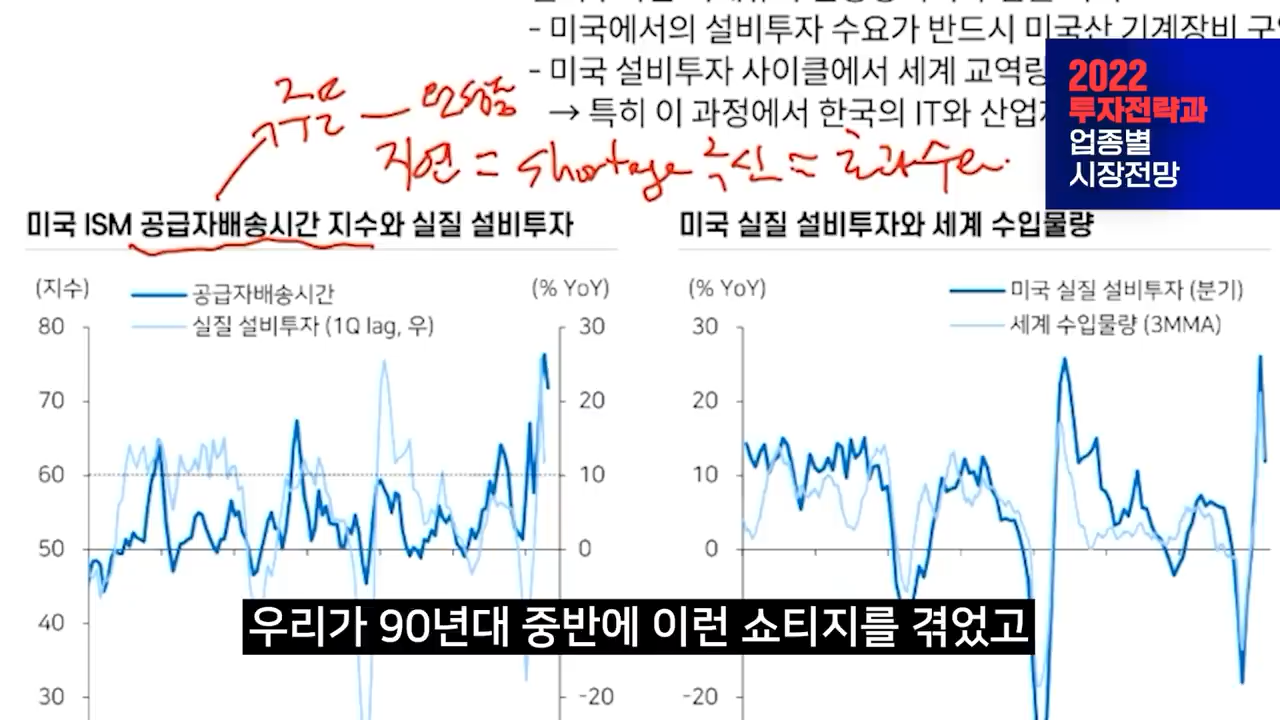 - 미국에서의 설비투자 수요가 반드시 미국산 기계장비
- 미국 설비투자 사이클에서 세계 교역
→ 특히 이 과정에서 한국의 IT와
2022
투자전략과
업종별
시장전망
주문 — 완성품
지연 = shortage
미국 ISM 공급자배송시간 지수와 실질 설비투자
(지수)
(% YoY)
공급자배송시간
실질 설비투자 (1Q lag, 우)
80
70
60
50
40
30
30
20
10
0
-20
미국 실질 설비투자와 세계 수입물량
(% YoY)
미국 실질 설비투자 (분기)
세계 수입물량 (3MMA)
30
20
10
0
-20
우리가 90년대 중반에 이런 쇼티지를 겪었고